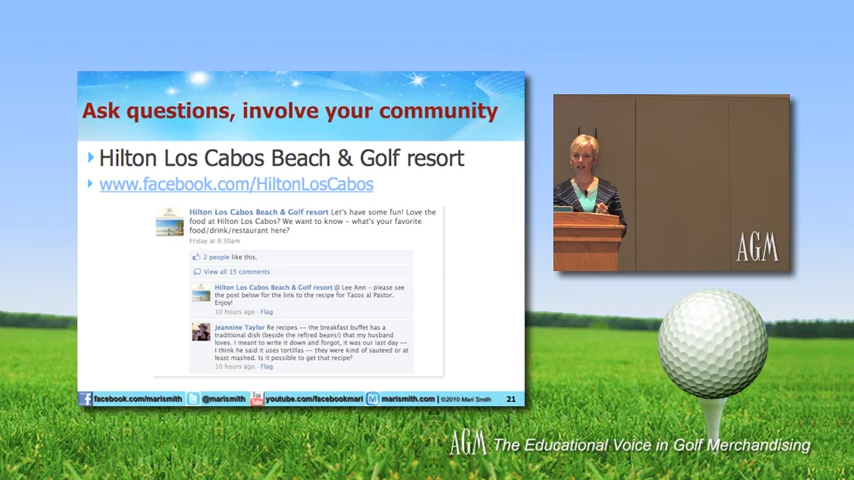 Ask questions, involve your community
Hilton Los Cabos Beach & Golf resort
www.facebook.com/HiltonLosCabos
Hilton Los Cabos Beach & Golf resort Let's have some fun! Love the
food at Hilton Los Cabos? We want to know - what's your favorite
food/drink/restaurant here?
Friday at 9:30am
2 people like this.
View all 15 comments
Hilton Los Cabos Beach & Golf resort @ Lee Ann - please see
the post below for the link to the recipe for Tacos al Pastor.
Enjoy!
10 hours ago · Flag
Jeannine Taylor Re recipes -- the breakfast buffet has a
traditional dish (beside the refried beans!) that my husband
loves. I meant to write it down and forgot, it was our last day --
I think he said it uses tortillas -- they were kind of sauteed or at
least mashed. Is it possible to get that recipe?
10 hours ago · Flag
facebook.com/marismith @marismith You Tube youtube.com/facebookmari marismith.com | ©2010 Mari Smith 21
AGM
AGM The Educational Voice in Golf Merchandising